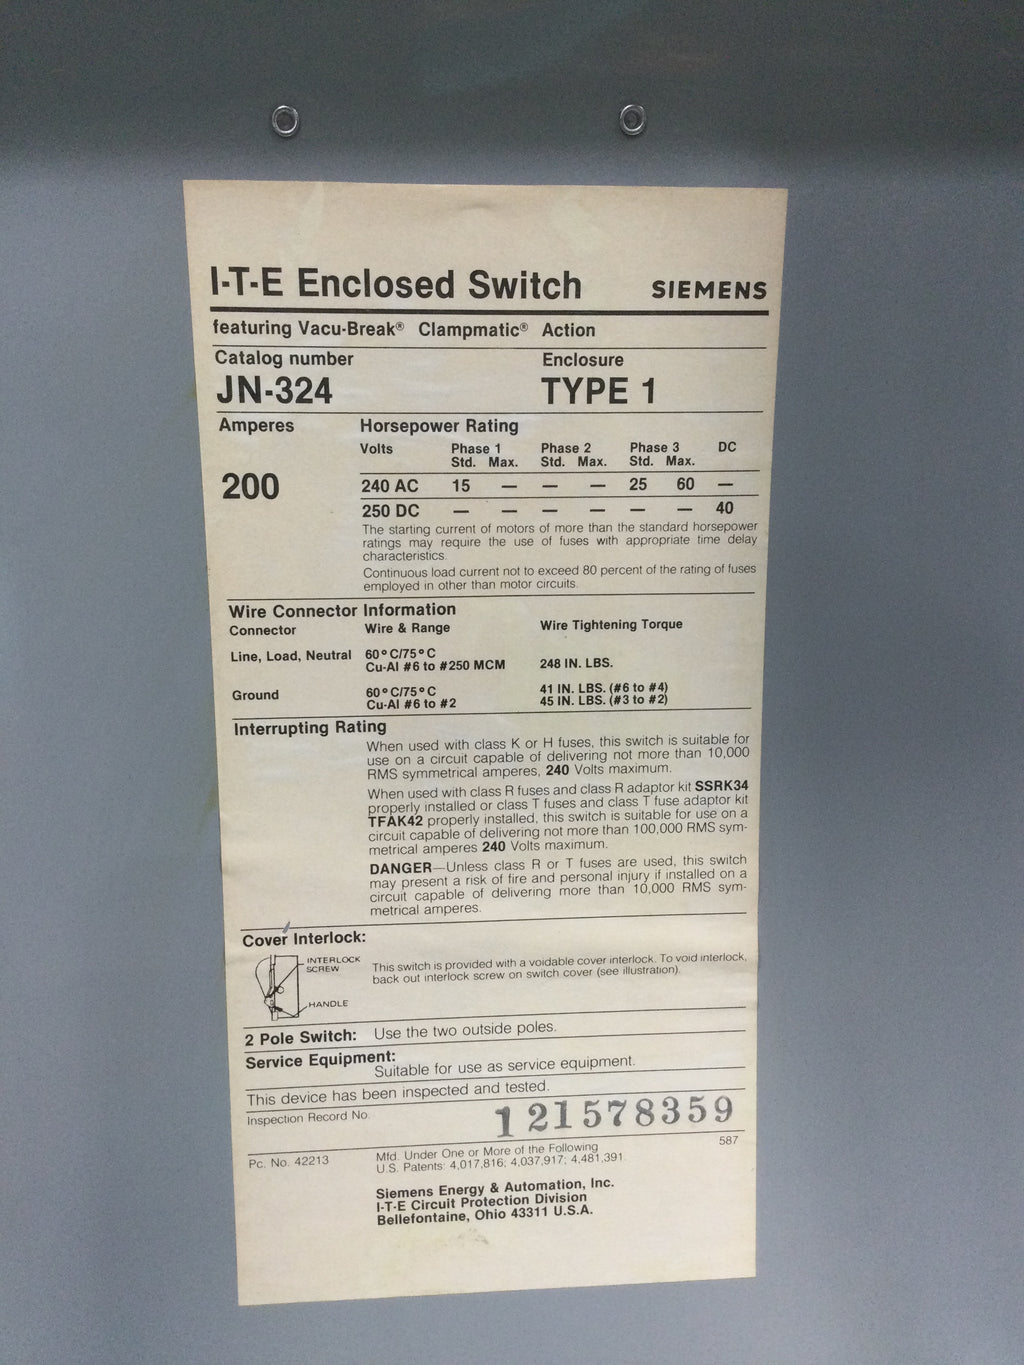 I-T-E Enclosed Switch SIEMENS
featuring Vacu-Break® Clampmatic® Action
Catalog number Enclosure
JN-324 TYPE 1
Amperes Horsepower Rating
Volts Phase 1 Phase 2 Phase 3 DC
Std. Max. Std. Max. Std. Max.
200
240 AC 15 — — — 25 60 —
250 DC — — — — — — 40
The starting current of motors of more than the standard horsepower
ratings may require the use of fuses with appropriate time delay
characteristics.
Continuous load current not to exceed 80 percent of the rating of fuses
employed in other than motor circuits.
Wire Connector Information
Connector Wire & Range Wire Tightening Torque
Line, Load, Neutral 60°C/75°C
Cu-Al #6 to #250 MCM 248 IN. LBS.
Ground 60°C/75°C 41 IN. LBS. (#6 to #4)
Cu-Al #6 to #2 45 IN. LBS. (#3 to #2)
Interrupting Rating
When used with class K or H fuses, this switch is suitable for
use on a circuit capable of delivering not more than 10,000
RMS symmetrical amperes, 240 Volts maximum.
When used with class R fuses and class R adaptor kit SSRK34
properly installed or class T fuses and class T fuse adaptor kit
TFAK42 properly installed, this switch is suitable for use on a
circuit capable of delivering not more than 100,000 RMS sym-
metrical amperes 240 Volts maximum.
DANGER—Unless class R or T fuses are used, this switch
may present a risk of fire and personal injury if installed on a
circuit capable of delivering more than 10,000 RMS sym-
metrical amperes.
Cover Interlock:
INTERLOCK
SCREW
HANDLE
This switch is provided with a voidable cover interlock. To void interlock,
back out interlock screw on switch cover (see illustration).
2 Pole Switch: Use the two outside poles.
Service Equipment:
Suitable for use as service equipment.
This device has been inspected and tested.
Inspection Record No. 121578359
587
Pc. No. 42213 Mfd. Under One or More of the Following
U.S. Patents: 4,017,816; 4,037,917; 4,481,391.
Siemens Energy & Automation, Inc.
I-T-E Circuit Protection Division
Bellefontaine, Ohio 43311 U.S.A.